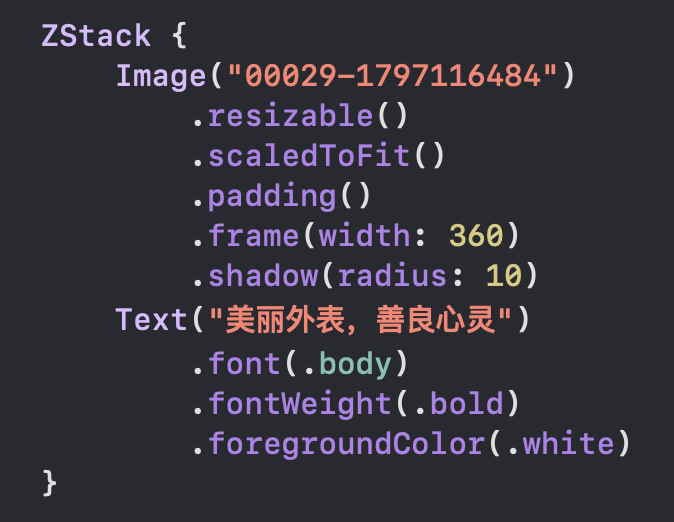 ZStack {
    Image("00029-1797116484")
        .resizable()
        .scaledToFit()
        .padding()
        .frame(width: 360)
        .shadow(radius: 10)
    Text("美丽外表，善良心灵")
        .font(.body)
        .fontWeight(.bold)
        .foregroundColor(.white)
}